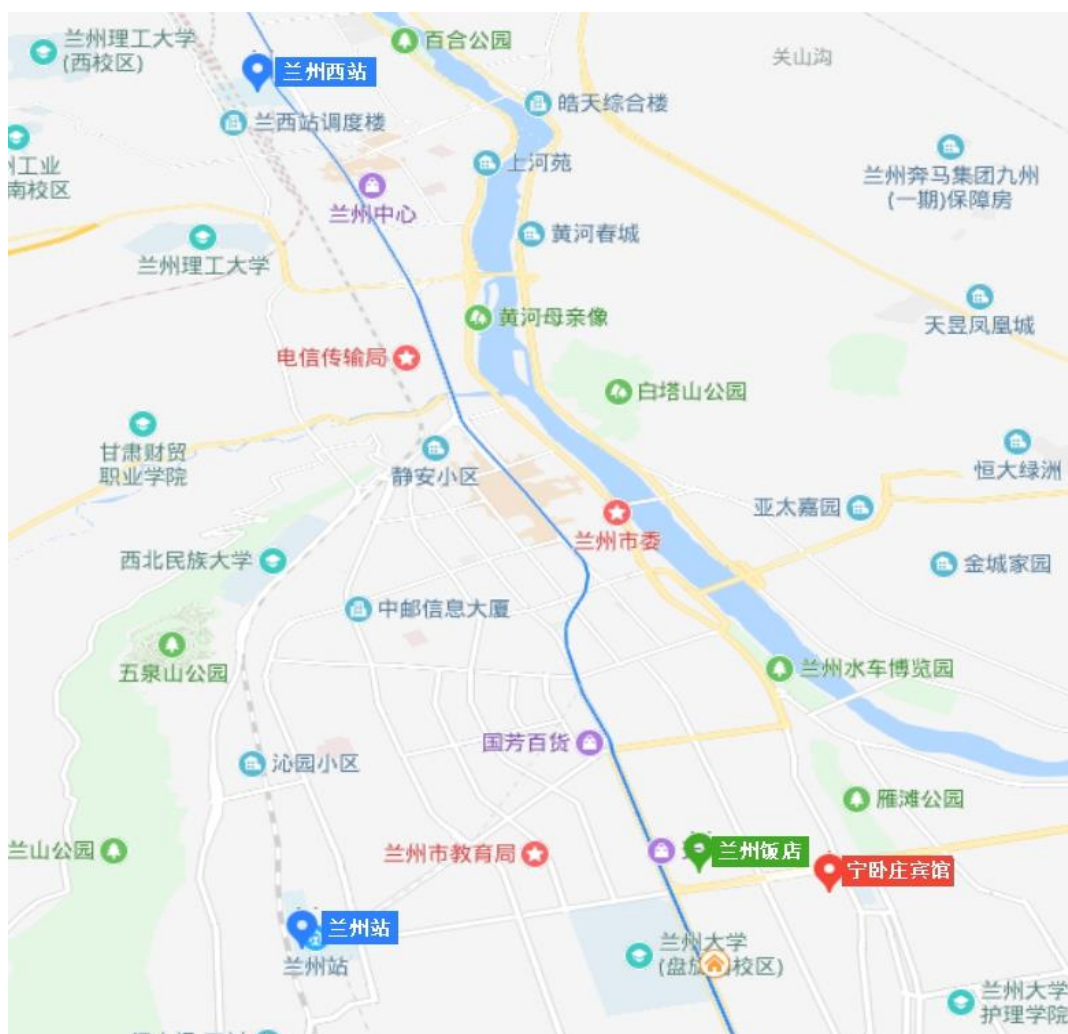 兰州理工大学
(西校区)
百合公园
关山沟
兰州西站
皓天综合楼
兰西站调度楼
州工业
南校区
上河苑
兰州奔马集团九州
(一期)保障房
兰州中心
黄河春城
兰州理工大学
黄河母亲像
天昱凤凰城
电信传输局
白塔山公园
甘肃财贸
职业学院
静安小区
恒大绿洲
亚太嘉园
兰州市委
西北民族大学
金城家园
中邮信息大厦
五泉山公园
兰州水车博览园
国芳百货
沁园小区
雁滩公园
兰山公园
兰州市教育局
兰州饭店
宁卧庄宾馆
兰州站
兰州站
兰州大学
(盘旋
校区)
兰州大学
护理学院